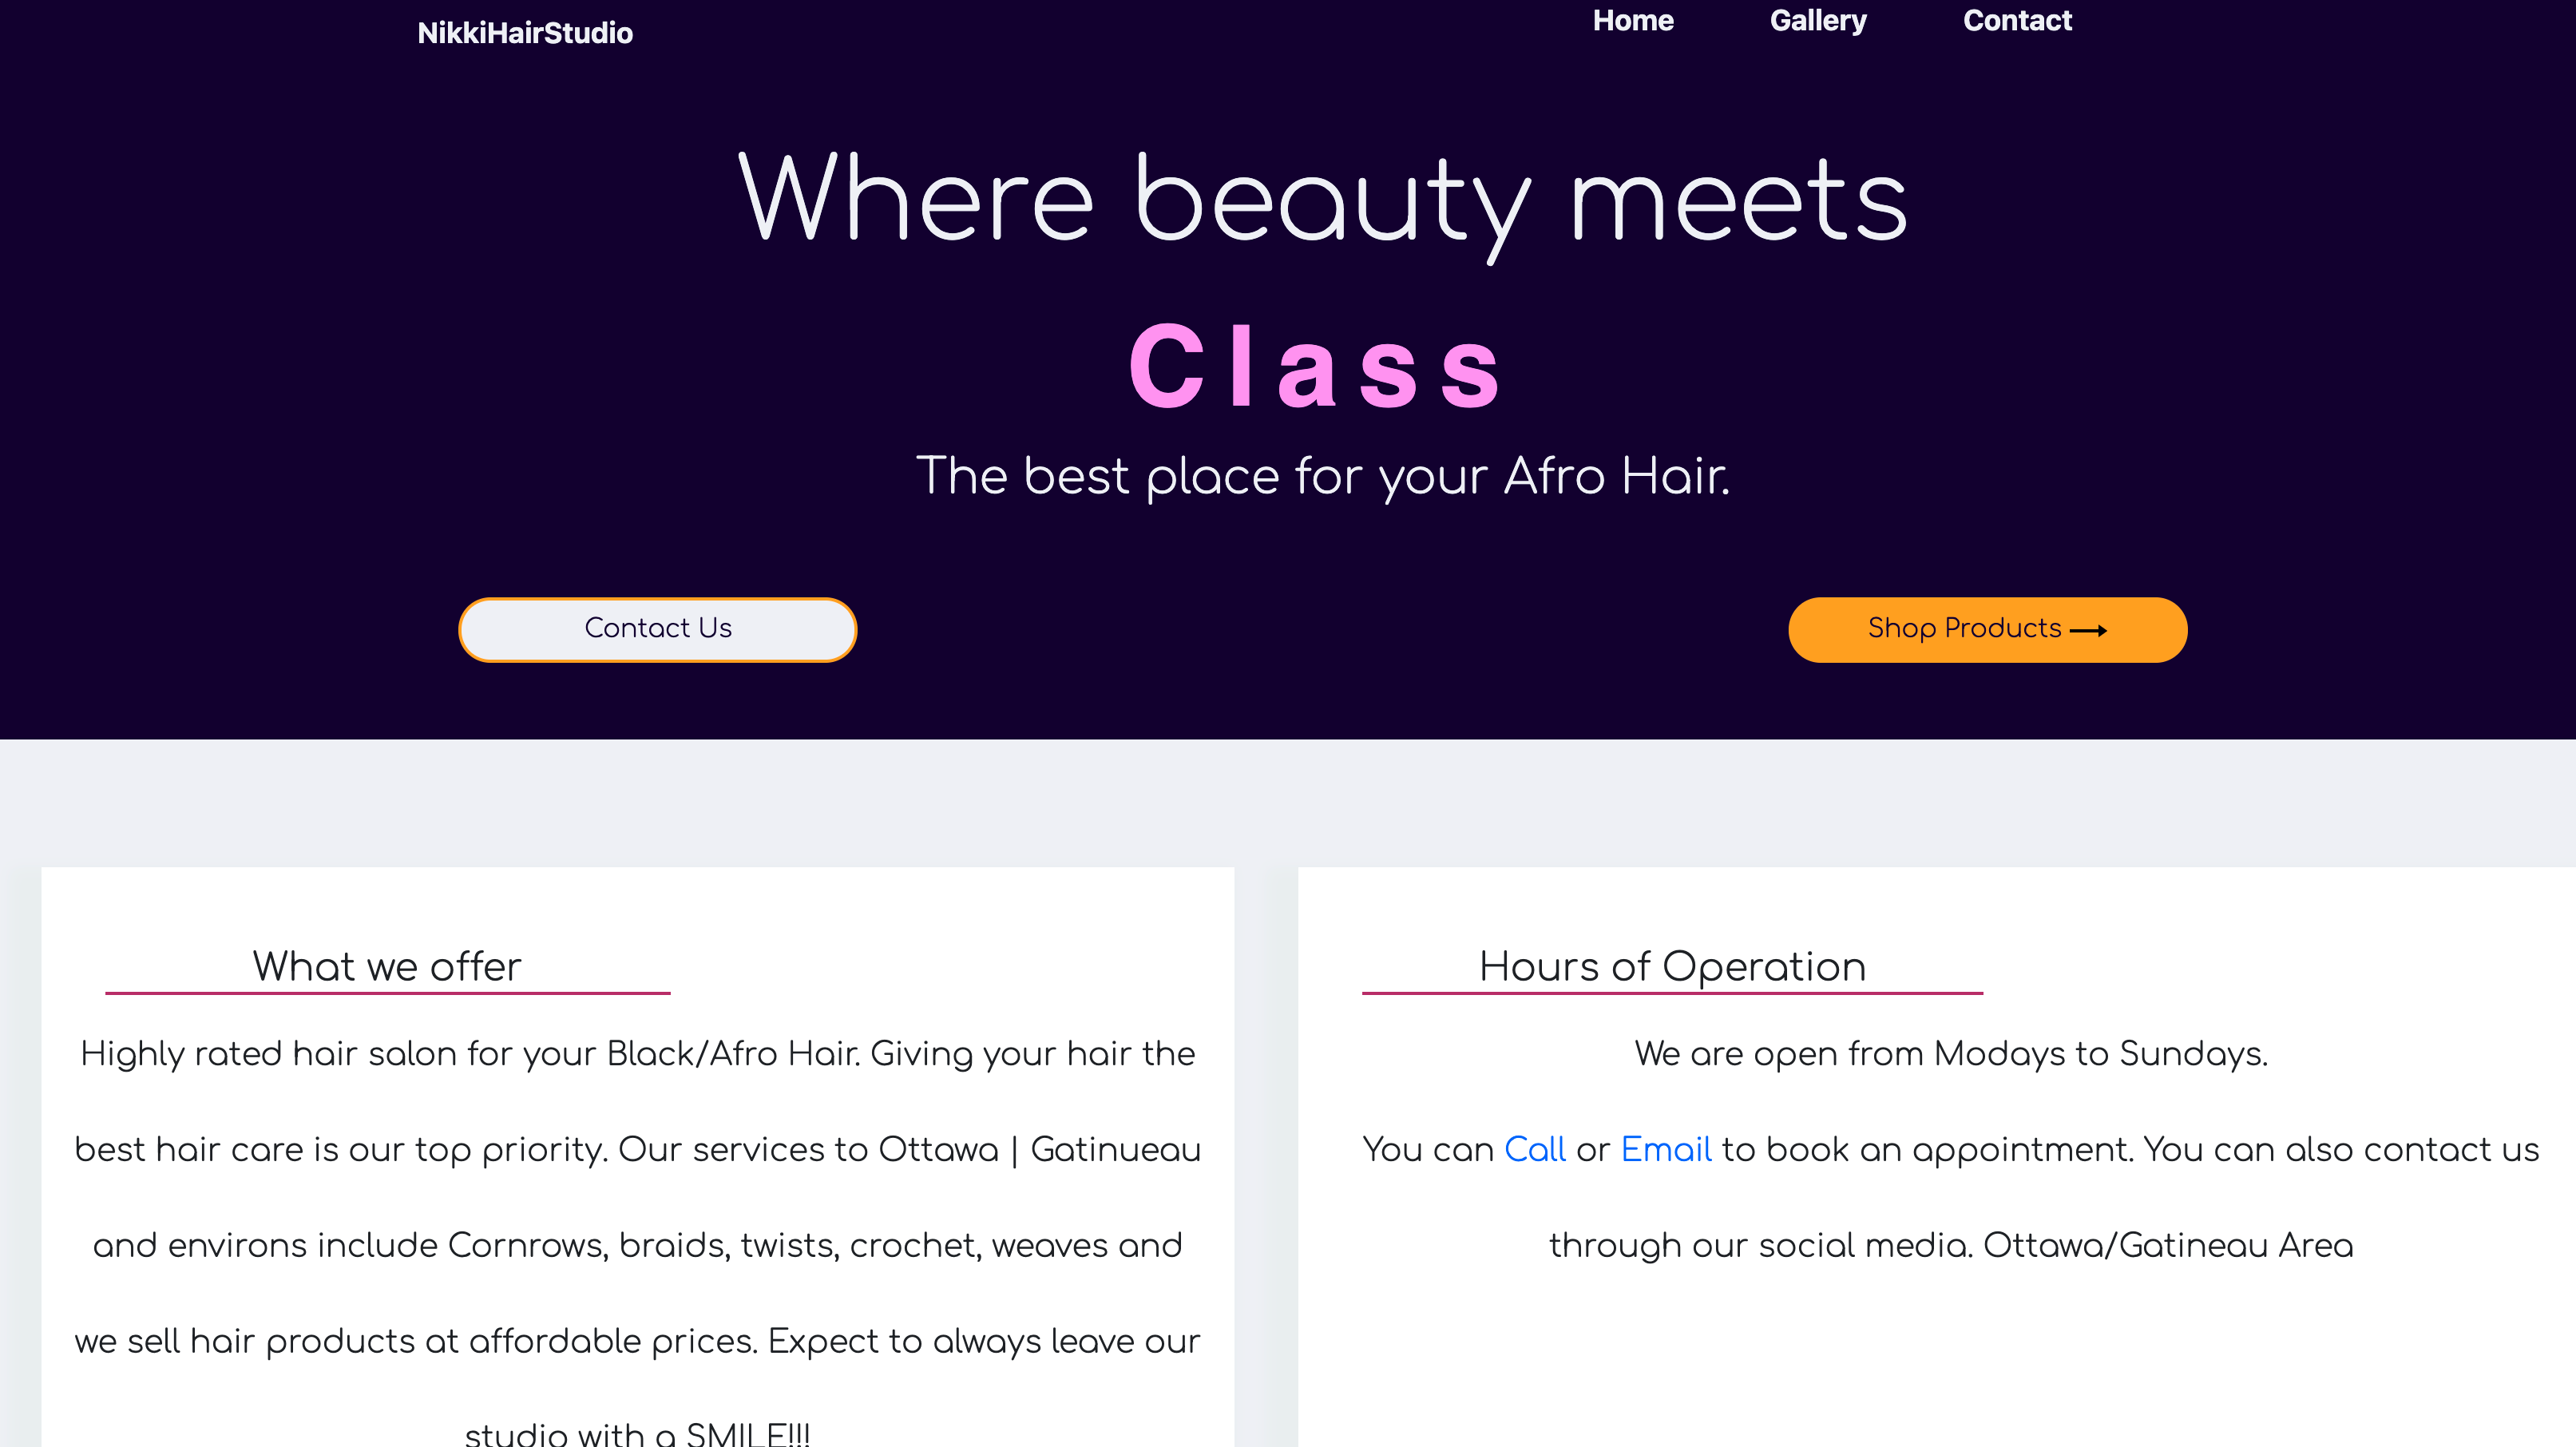 NikkiHairStudio
Home Gallery Contact
Where beauty meets
Class
The best place for your Afro Hair.
Contact Us
Shop Products
What we offer
Highly rated hair salon for your Black/Afro Hair. Giving your hair the
best hair care is our top priority. Our services to Ottawa | Gatinueau
and environs include Cornrows, braids, twists, crochet, weaves and
we sell hair products at affordable prices. Expect to always leave our
studio with a SMILE!!!
Hours of Operation
We are open from Modays to Sundays.
You can Call or Email to book an appointment. You can also contact us
through our social media. Ottawa/Gatineau Area